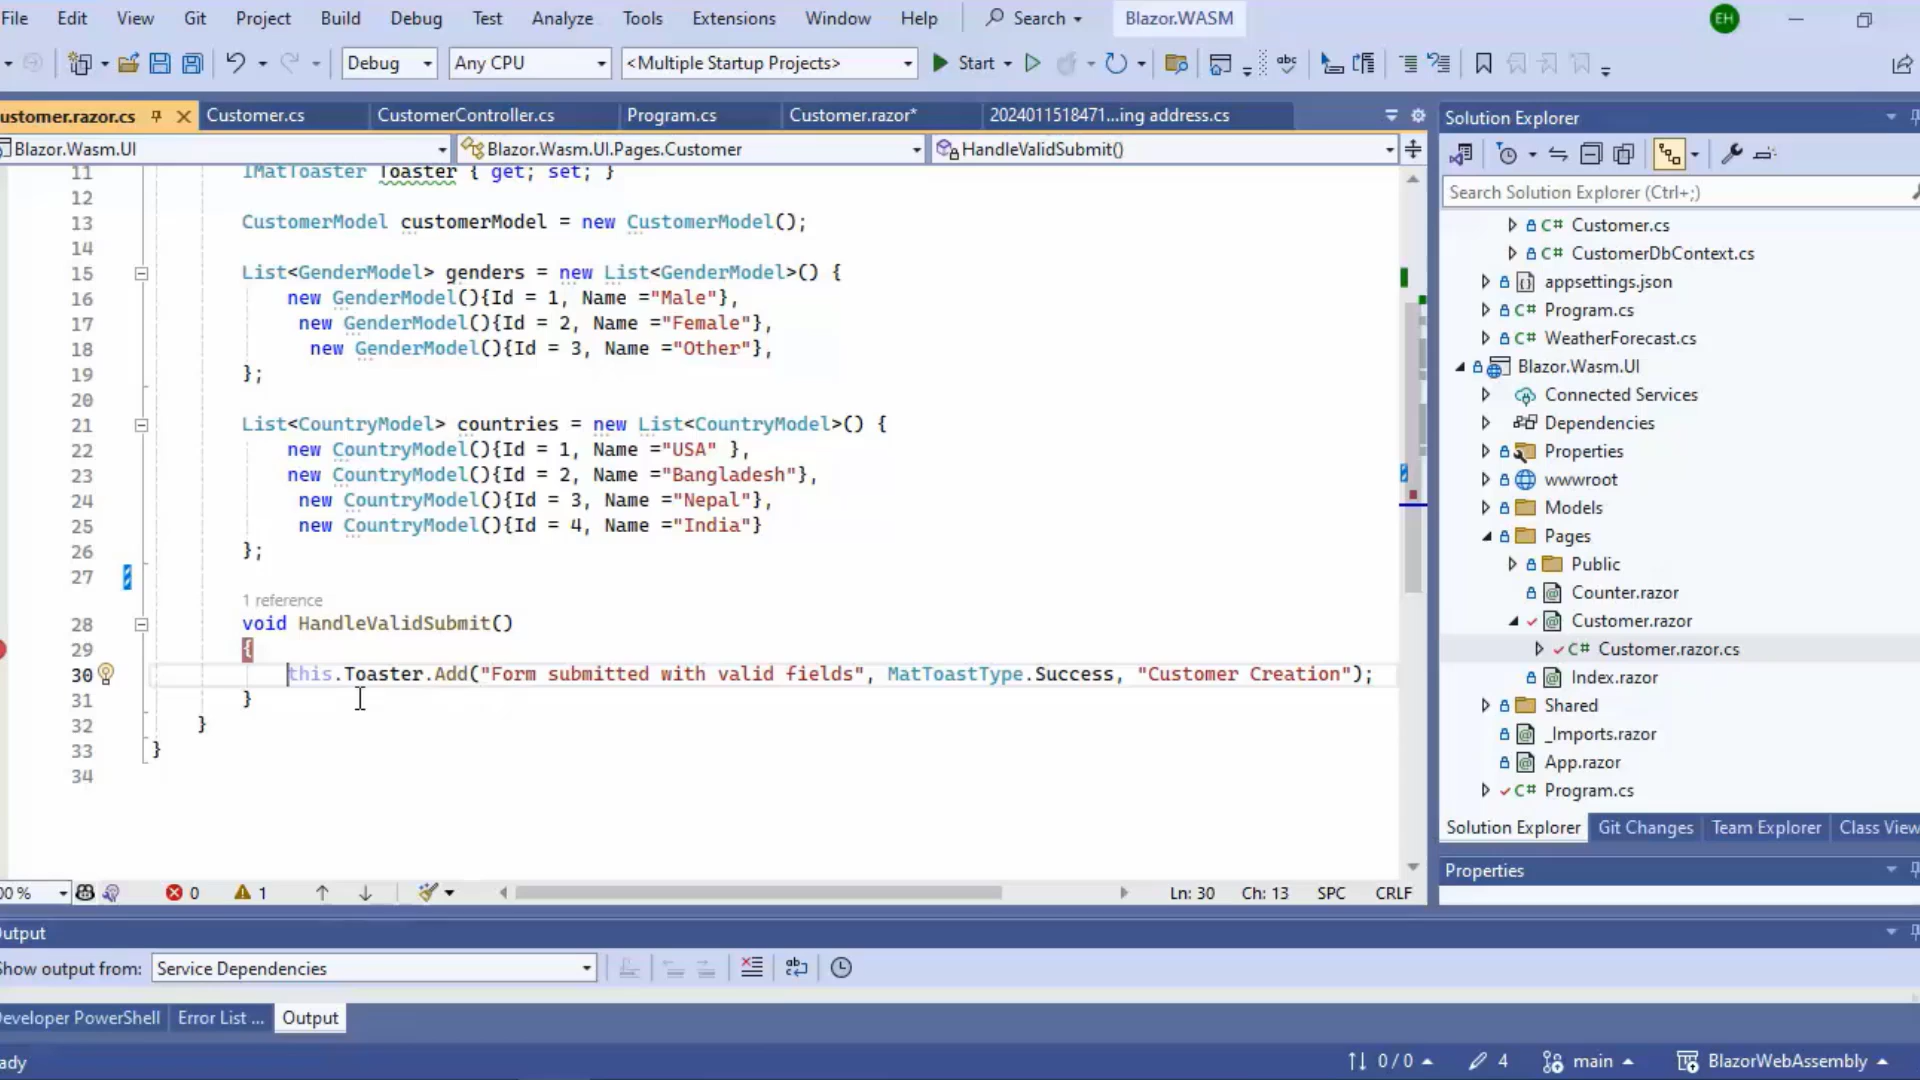 File Edit View Git Project Build Debug Test Analyze Tools Extensions Window Help Search Blazor.WASM EH
Debug Any CPU <Multiple Startup Projects> Start
ustomer.razor.cs Customer.cs CustomerController.cs Program.cs Customer.razor* 2024011518471...ing address.cs
Blazor.Wasm.UI Blazor.Wasm.UI.Pages.Customer HandleValidSubmit()
11 IMatToaster Toaster { get; set; }
12
13 CustomerModel customerModel = new CustomerModel();
14
15 List<GenderModel> genders = new List<GenderModel>() {
16 new GenderModel(){Id = 1, Name ="Male"},
17 new GenderModel(){Id = 2, Name ="Female"},
18 new GenderModel(){Id = 3, Name ="Other"},
19 };
20
21 List<CountryModel> countries = new List<CountryModel>() {
22 new CountryModel(){Id = 1, Name ="USA" },
23 new CountryModel(){Id = 2, Name ="Bangladesh"},
24 new CountryModel(){Id = 3, Name ="Nepal"},
25 new CountryModel(){Id = 4, Name ="India"}
26 };
27
1 reference
28 void HandleValidSubmit()
29 {
30 this.Toaster.Add("Form submitted with valid fields", MatToastType.Success, "Customer Creation");
31 }
32 }
33 }
34
00 % 0 1 Ln: 30 Ch: 13 SPC CRLF
Solution Explorer
Search Solution Explorer (Ctrl+;)
C# Customer.cs
C# CustomerDbContext.cs
appsettings.json
C# Program.cs
C# WeatherForecast.cs
Blazor.Wasm.UI
Connected Services
Dependencies
Properties
wwwroot
Models
Pages
Public
Counter.razor
Customer.razor
C# Customer.razor.cs
Index.razor
Shared
_Imports.razor
App.razor
C# Program.cs
Solution Explorer Git Changes Team Explorer Class View
Properties
utput
how output from: Service Dependencies
eveloper PowerShell Error List ... Output
ady 0 / 0 4 main BlazorWebAssembly